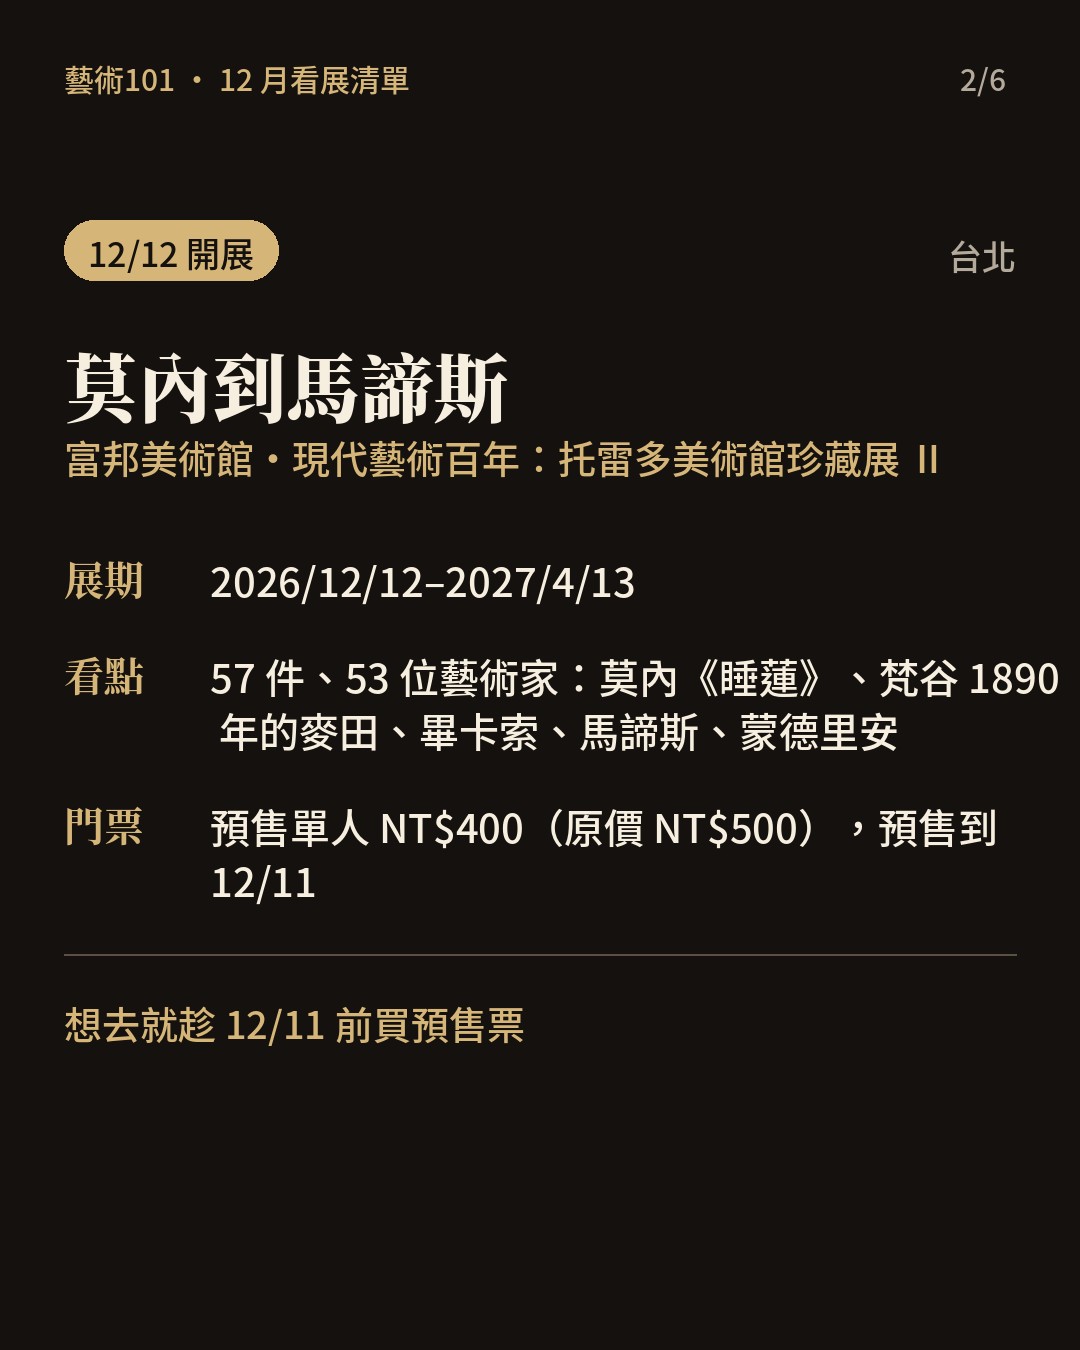 藝術101 · 12 月看展清單
2/6
12/12 開展
台北
莫內到馬諦斯
富邦美術館・現代藝術百年：托雷多美術館珍藏展 II
展期
2026/12/12–2027/4/13
看點
57 件、53 位藝術家：莫內《睡蓮》、梵谷 1890
年的麥田、畢卡索、馬諦斯、蒙德里安
門票
預售單人 NT$400（原價 NT$500），預售到
12/11
想去就趁 12/11 前買預售票